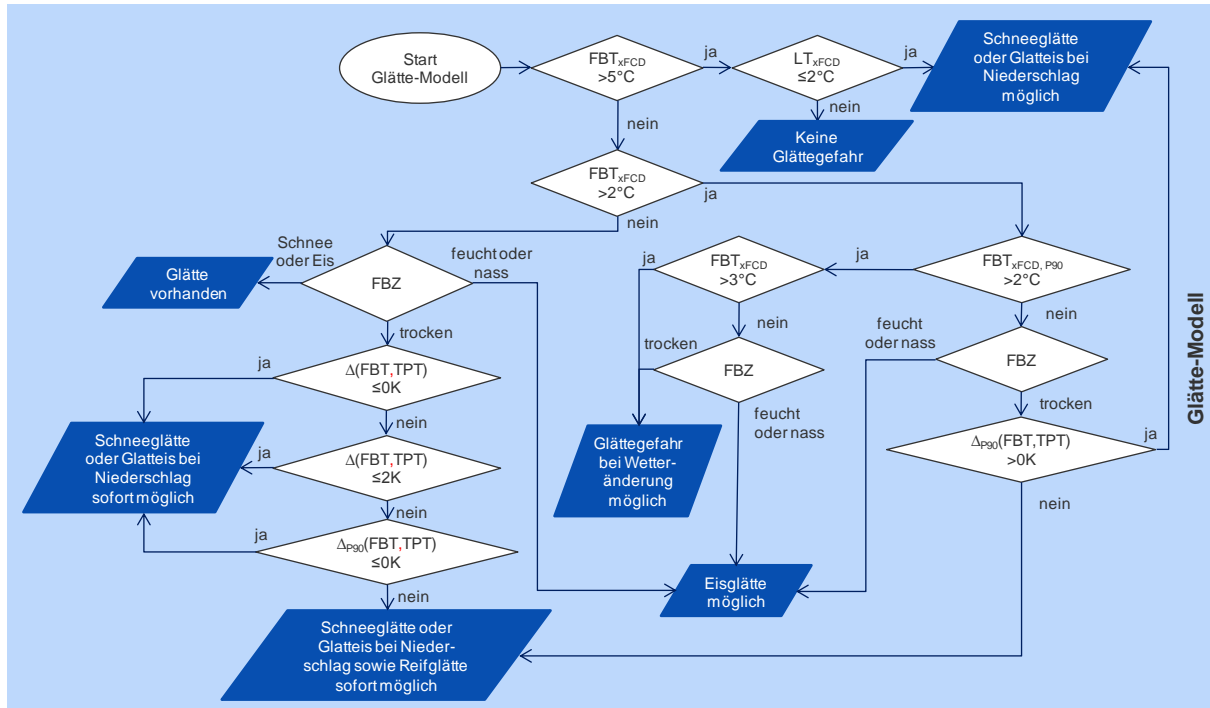 Start
Glätte-Modell
FBTxFCD
>5°C
ja
LTxFCD
≤2°C
ja
Schneeglätte
oder Glatteis bei
Niederschlag
möglich
nein
nein
Keine
Glättegefahr
FBTxFCD
>2°C
ja
nein
Schnee
oder Eis
feucht oder
nass
Glätte
vorhanden
FBZ
trocken
ja
FBTxFCD
>3°C
ja
FBTxFCD, P90
>2°C
nein
nein
trocken
FBZ
feucht
oder nass
feucht
oder nass
FBZ
trocken
ja
Δ(FBT,TPT)
≤0K
nein
Schneeglätte
oder Glatteis bei
Niederschlag
sofort möglich
ja
Δ(FBT,TPT)
≤2K
nein
ja
ΔP90(FBT,TPT)
≤0K
nein
Glättegefahr
bei Wetter-
änderung
möglich
ΔP90(FBT,TPT)
>0K
ja
nein
Eisglätte
möglich
Schneeglätte oder
Glatteis bei Nieder-
schlag sowie Reifglätte
sofort möglich
Glätte-Modell